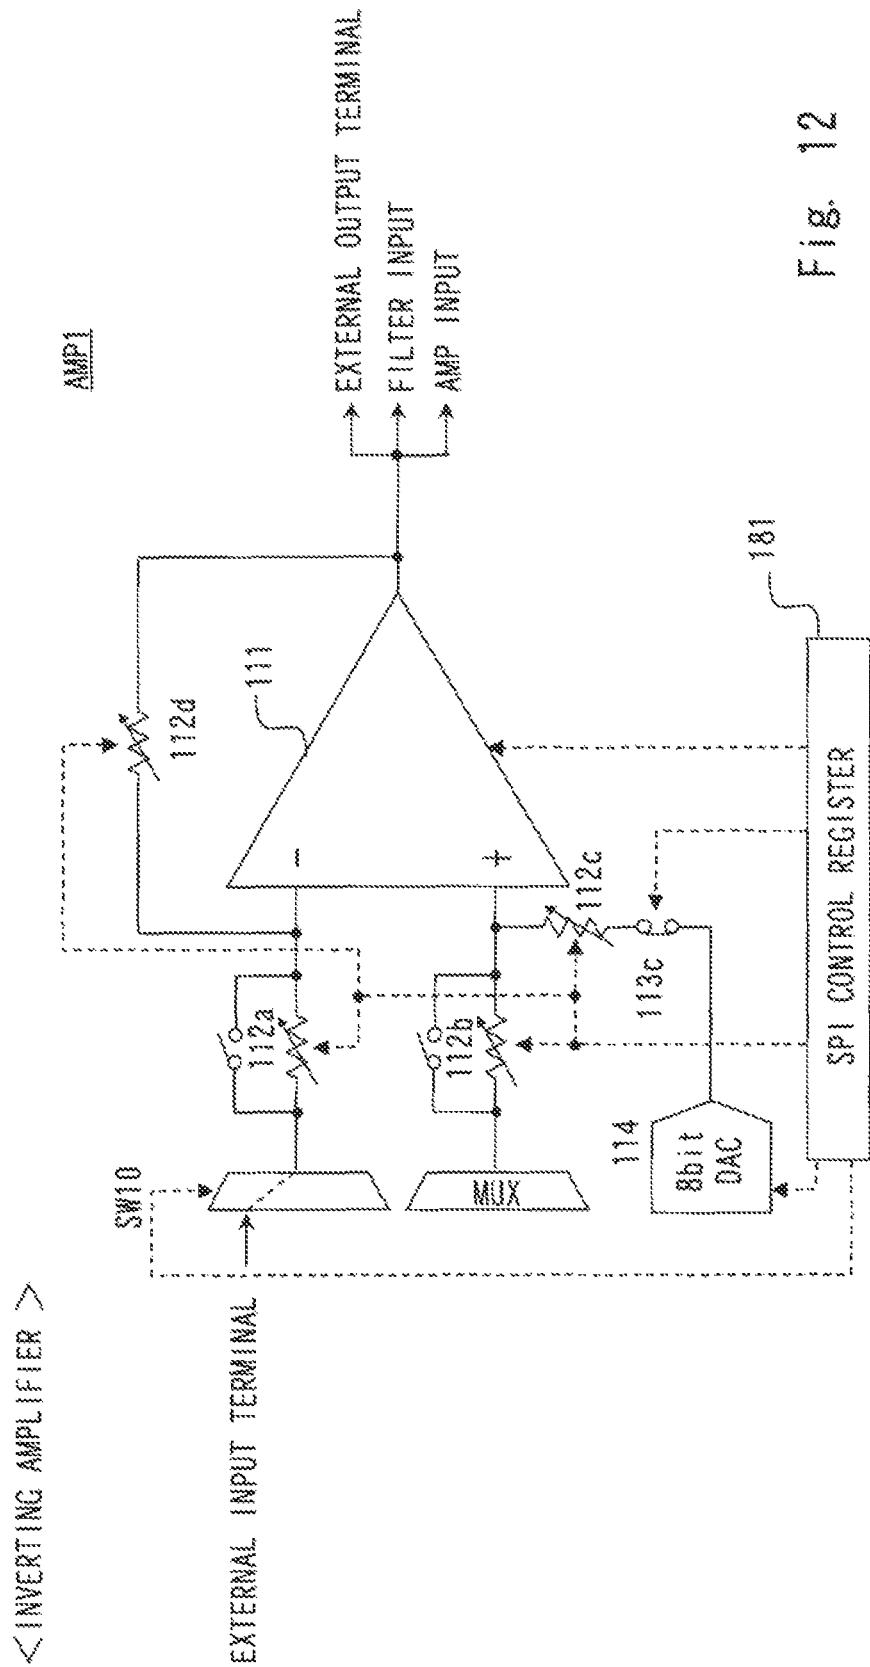 <INVERTING AMPLIFIER>
AMP1
EXTERNAL INPUT TERMINAL
SW10
112a
112d
111
EXTERNAL OUTPUT TERMINAL
FILTER INPUT
AMP INPUT
-
+
MUX
112b
112c
113c
114
8bit
DAC
SPI CONTROL REGISTER
181
Fig. 12